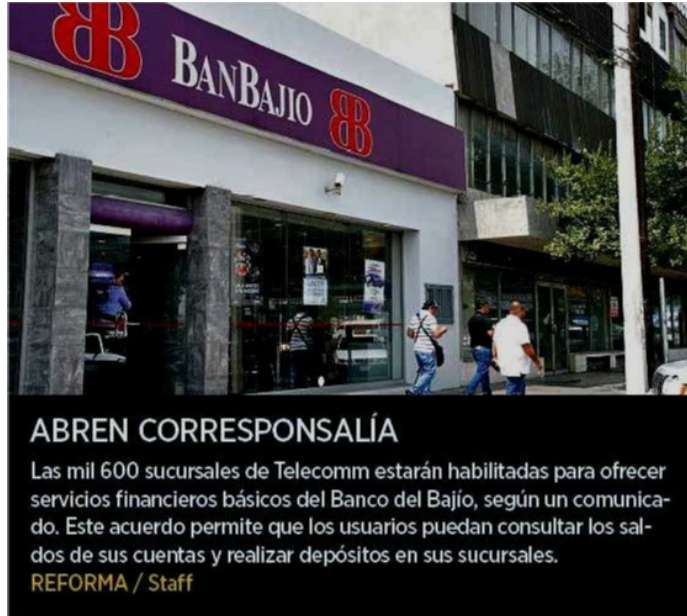 BANBAJIO
ABREN CORRESPONSALÍA
Las mil 600 sucursales de Telecomm estarán habilitadas para ofrecer
servicios financieros básicos del Banco del Bajío, según un comunica-
do. Este acuerdo permite que los usuarios puedan consultar los sal-
dos de sus cuentas y realizar depósitos en sus sucursales.
REFORMA / Staff